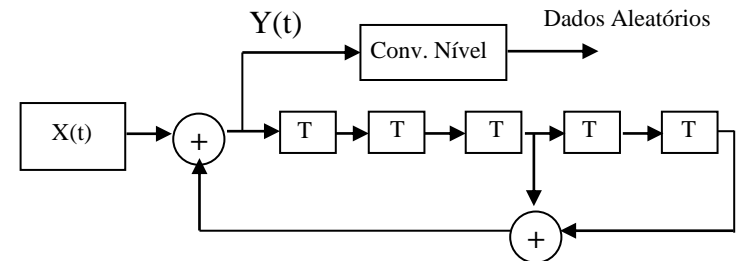 Dados Aleatórios
Y(t)
Conv. Nível
X(t)
+
T
T
T
T
T
+